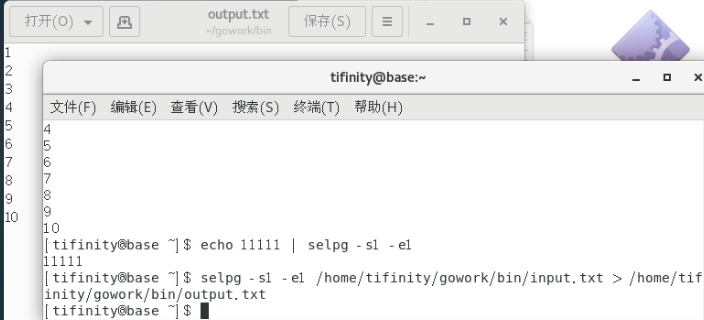 打开(O)
output.txt
~/gowork/bin
保存(S)
1
2
3
4
5
6
7
8
9
10
tifinity@base:~
文件(F) 编辑(E) 查看(V) 搜索(S) 终端(T) 帮助(H)
4
5
6
7
8
9
10
[tifinity@base ~]$ echo 11111 | selpg -s1 -e1
11111
[tifinity@base ~]$ selpg -s1 -e1 /home/tifinity/gowork/bin/input.txt > /home/tif
inity/gowork/bin/output.txt
[tifinity@base ~]$